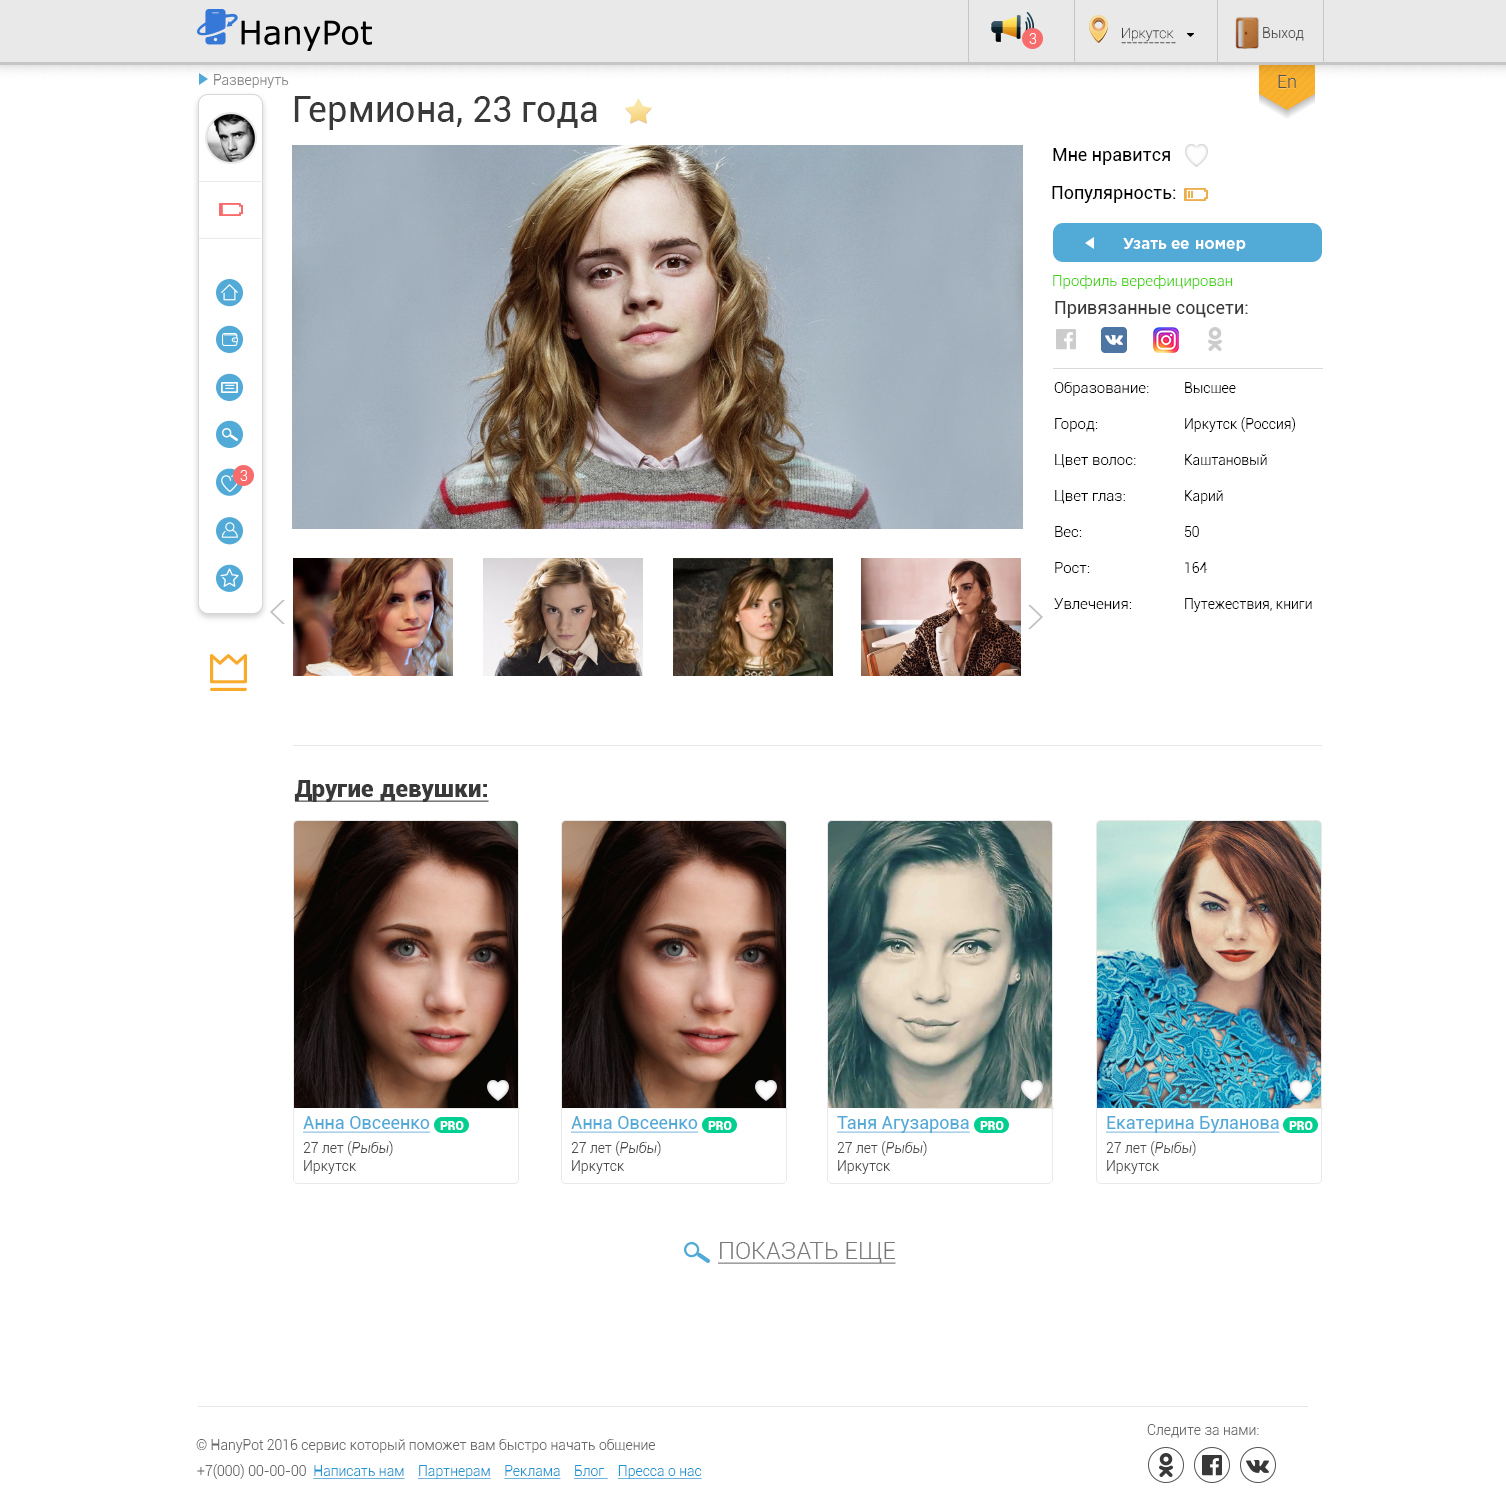 HanyPot
3
Иркутск
Выход
Развернуть
En
Гермиона, 23 года
Мне нравится
Популярность:
Узать ее номер
Профиль верефицирован
Привязанные соцсети:
Образование: Высшее
Город: Иркутск (Россия)
Цвет волос: Каштановый
Цвет глаз: Карий
Вес: 50
Рост: 164
Увлечения: Путежествия, книги
3
Другие девушки:
Анна Овсеенко PRO
27 лет (Рыбы)
Иркутск
Анна Овсеенко PRO
27 лет (Рыбы)
Иркутск
Таня Агузарова PRO
27 лет (Рыбы)
Иркутск
Екатерина Буланова PRO
27 лет (Рыбы)
Иркутск
ПОКАЗАТЬ ЕЩЕ
© HanyPot 2016 сервис который поможет вам быстро начать общение
+7(000) 00-00-00 Написать нам Партнерам Реклама Блог Пресса о нас
Следите за нами: